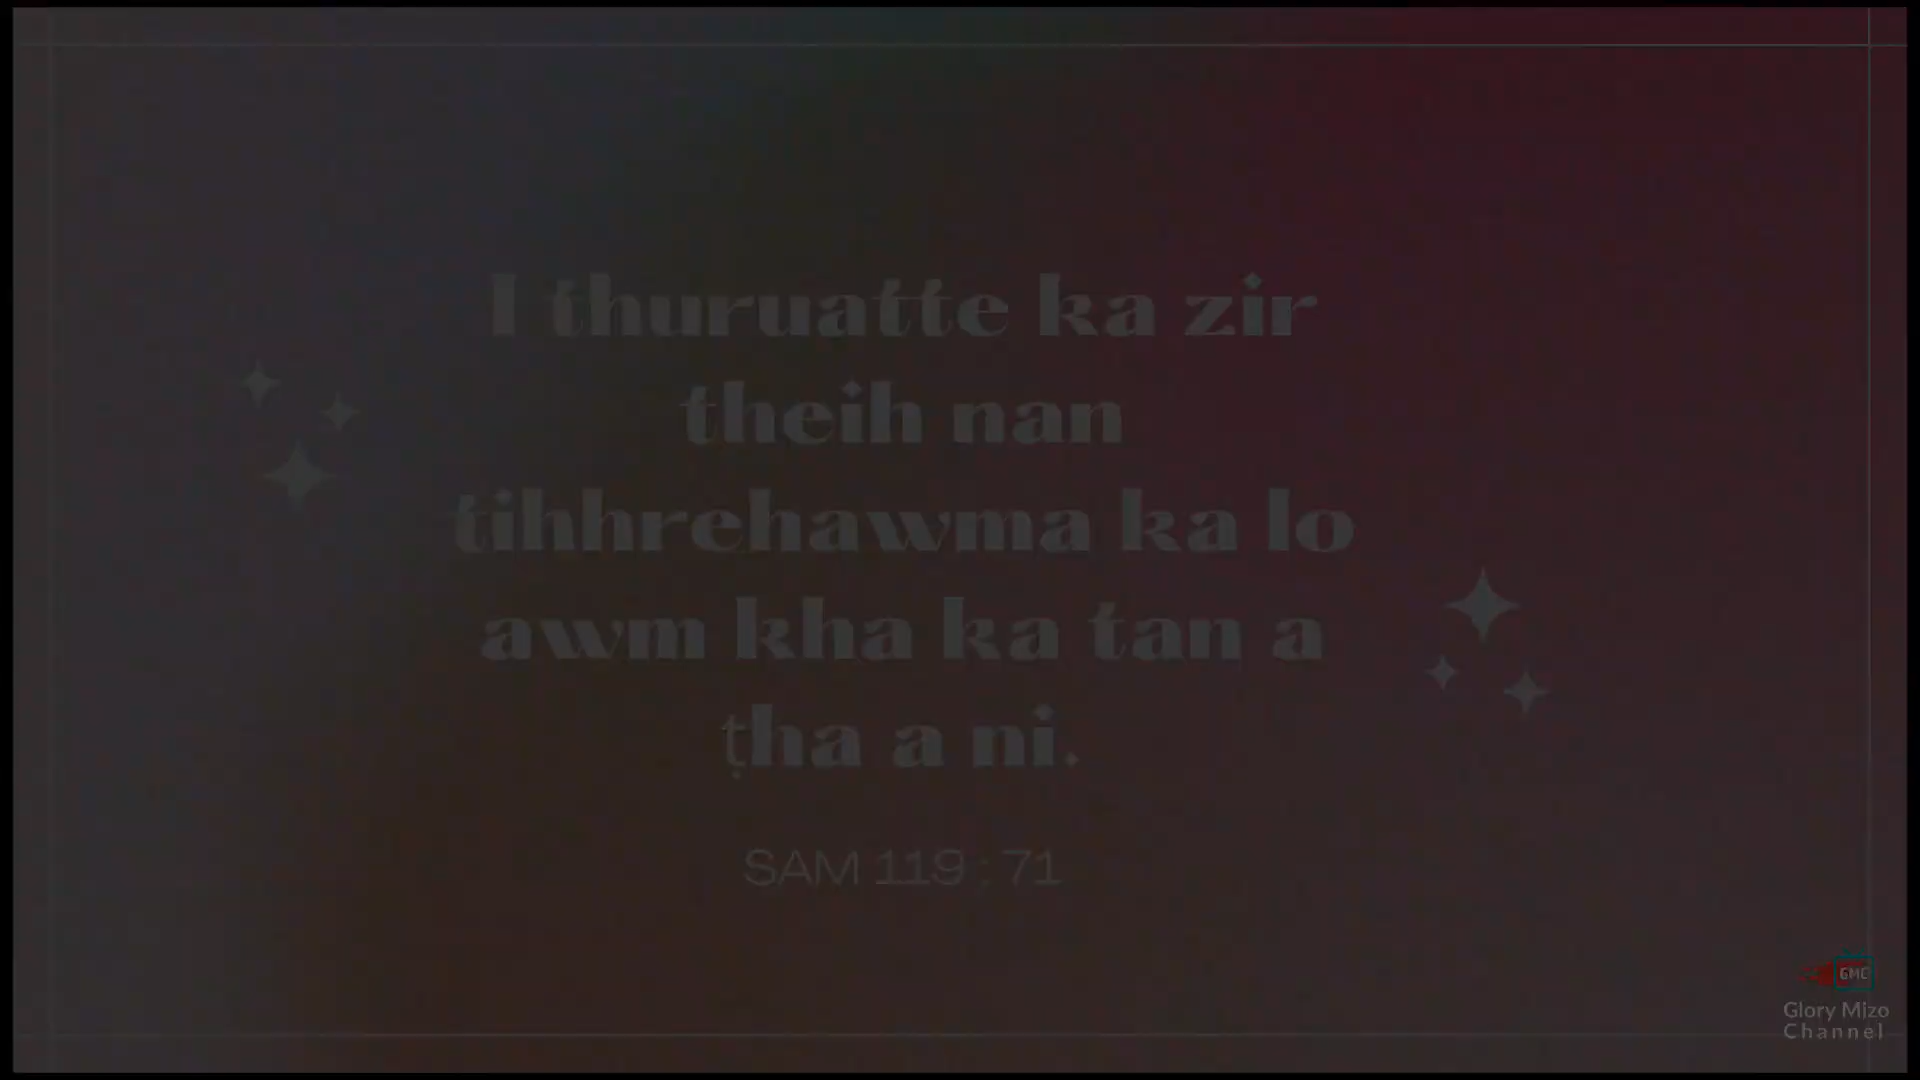 I thuruatte ka zir
theih nan
tihhrehawma ka lo
awm kha ka tan a
ṭha a ni.
SAM 119 : 71
GMC
Glory Mizo
Channel